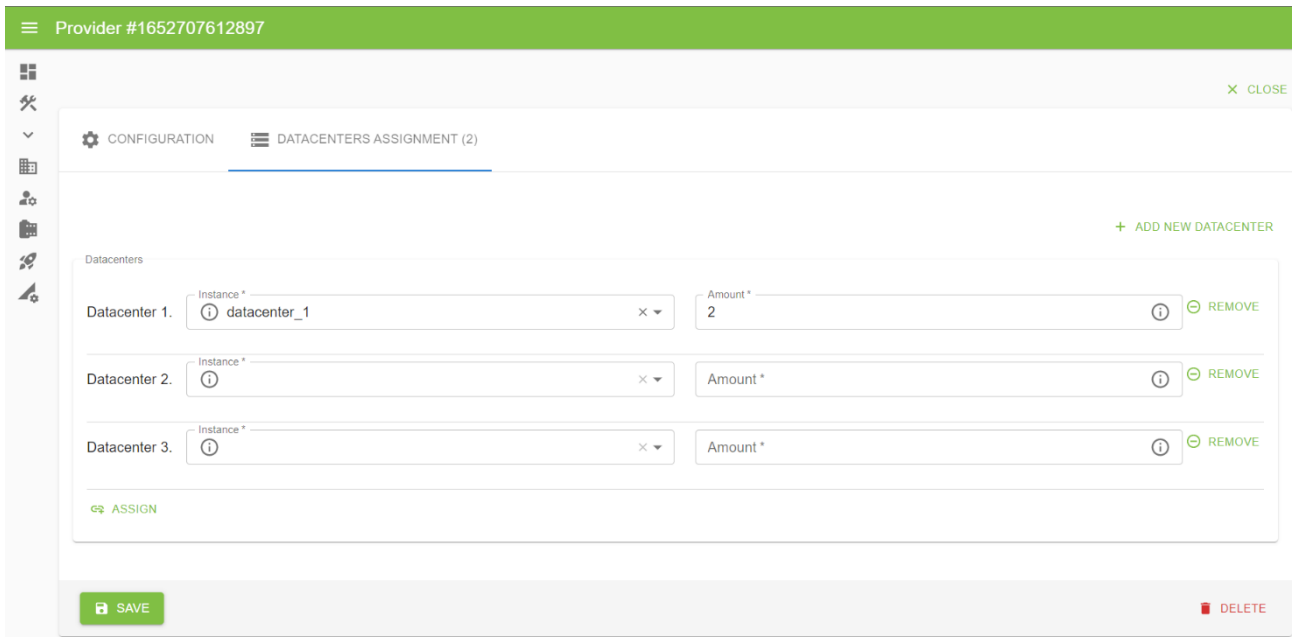 Provider #1652707612897
CLOSE
CONFIGURATION DATACENTERS ASSIGNMENT (2)
+ ADD NEW DATACENTER
Datacenters
Instance * Amount *
Datacenter 1. datacenter_1 2 REMOVE
Instance *
Datacenter 2. Amount * REMOVE
Instance *
Datacenter 3. Amount * REMOVE
ASSIGN
SAVE DELETE